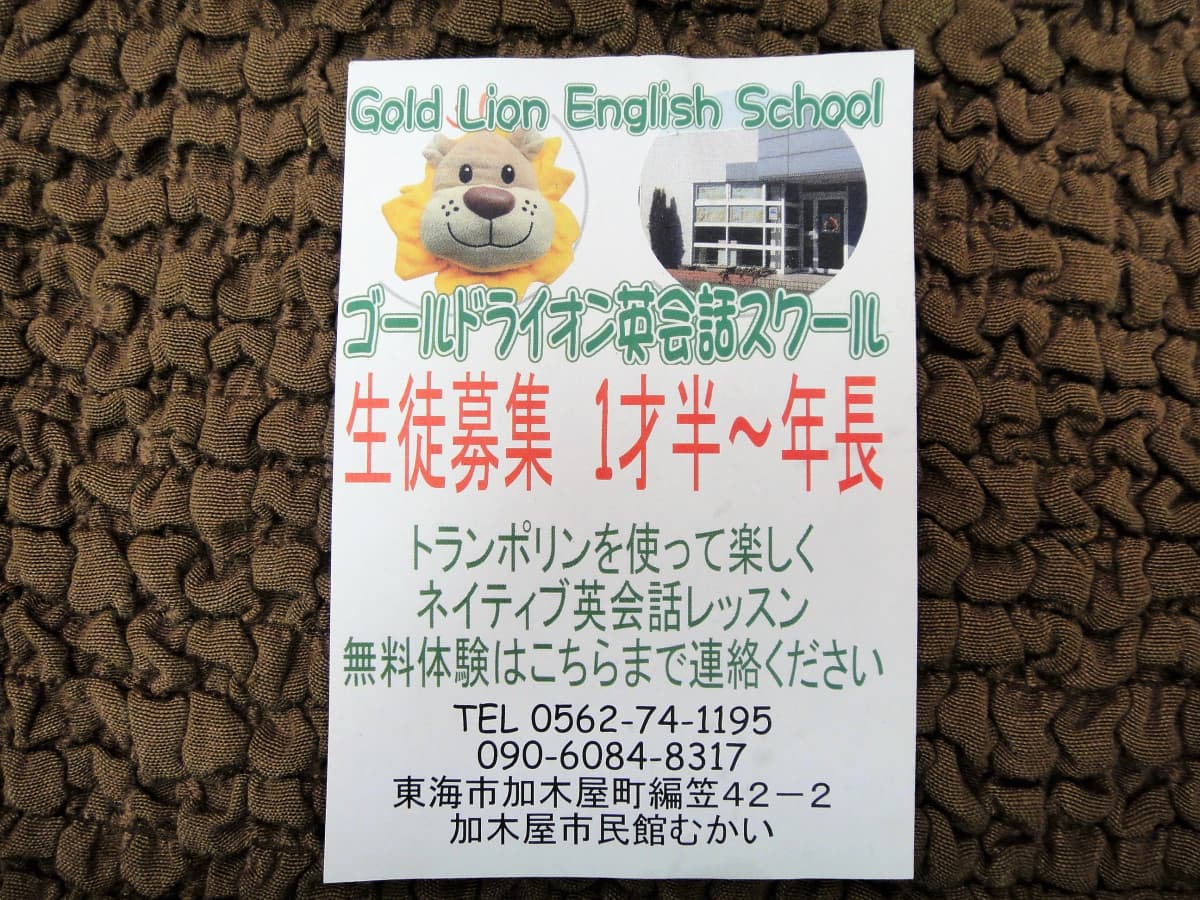 Gold Lion English School
ゴールドライオン英会話スクール
生徒募集 1才半～年長
トランポリンを使って楽しく
ネイティブ英会話レッスン
無料体験はこちらまで連絡ください
TEL 0562-74-1195
090-6084-8317
東海市加木屋町編笠42－2
加木屋市民館むかい